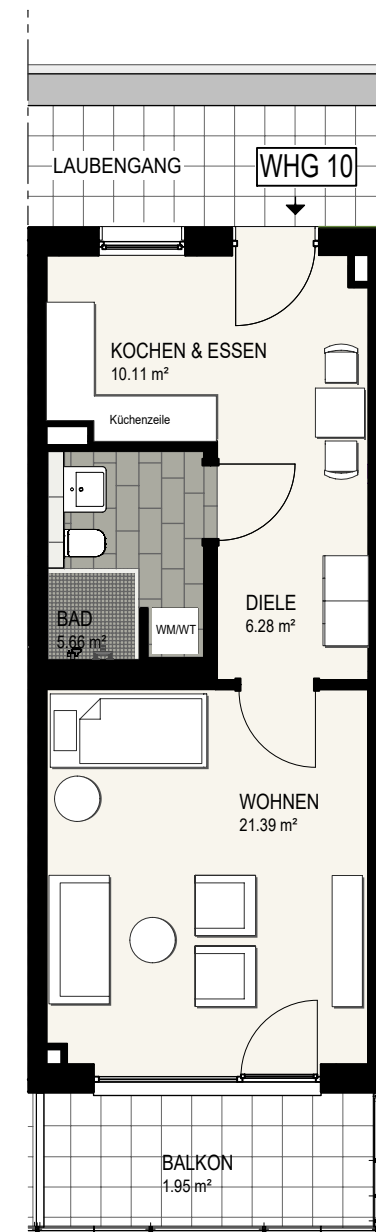 LAUBENGANG
WHG 10
KOCHEN & ESSEN
10.11 m²
Küchenzeile
BAD
5.66 m²
WM/WT
DIELE
6.28 m²
WOHNEN
21.39 m²
BALKON
1.95 m²